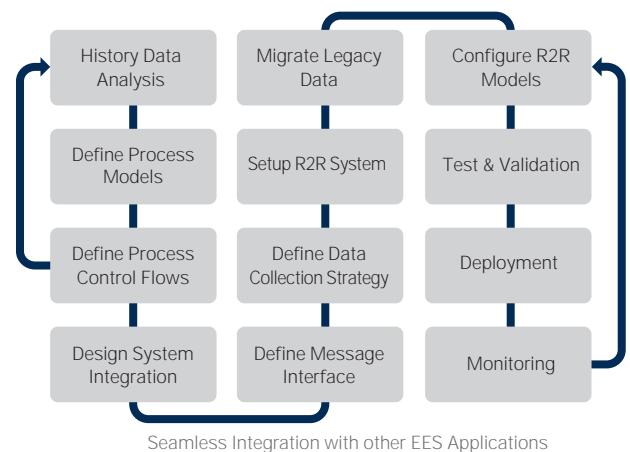 History Data
Analysis
Define Process
Models
Define Process
Control Flows
Design System
Integration
Migrate Legacy
Data
Setup R2R System
Define Data
Collection Strategy
Define Message
Interface
Configure R2R
Models
Test & Validation
Deployment
Monitoring
Seamless Integration with other EES Applications